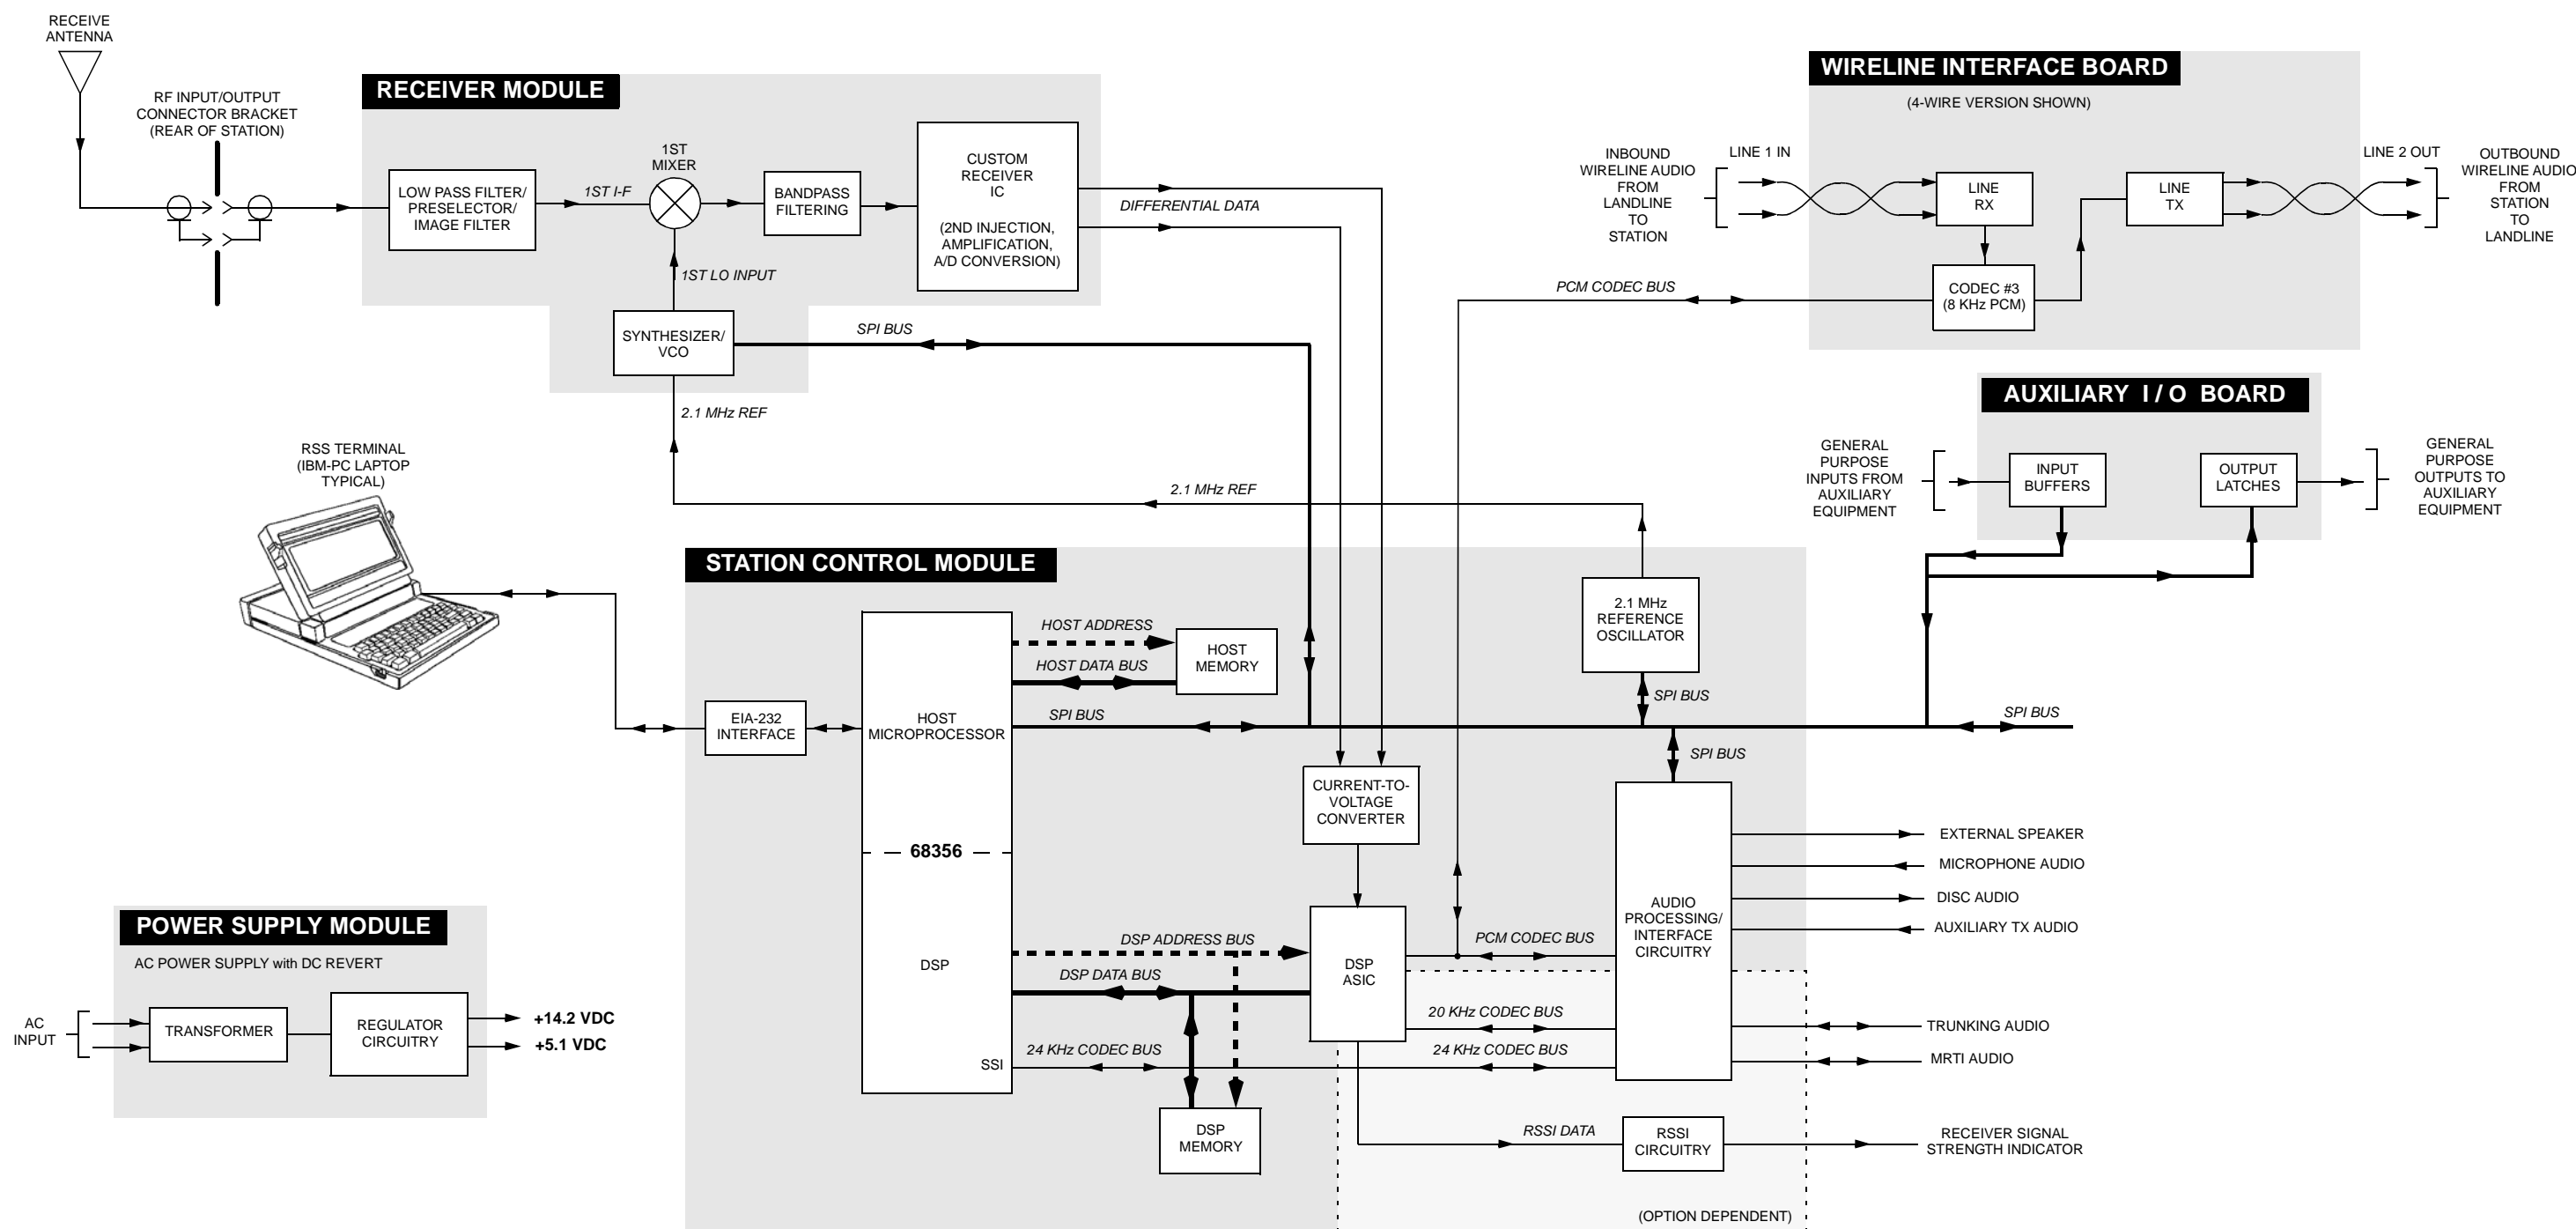 RECEIVE
ANTENNA
RF INPUT/OUTPUT
CONNECTOR BRACKET
(REAR OF STATION)
RECEIVER MODULE
LOW PASS FILTER/
PRESELECTOR/
IMAGE FILTER
1ST I-F
1ST
MIXER
BANDPASS
FILTERING
CUSTOM
RECEIVER
IC
(2ND INJECTION,
AMPLIFICATION,
A/D CONVERSION)
DIFFERENTIAL DATA
1ST LO INPUT
SYNTHESIZER/
VCO
SPI BUS
2.1 MHz REF
2.1 MHz REF
WIRELINE INTERFACE BOARD
(4-WIRE VERSION SHOWN)
INBOUND
WIRELINE AUDIO
FROM
LANDLINE
TO
STATION
LINE 1 IN
LINE
RX
LINE
TX
LINE 2 OUT
OUTBOUND
WIRELINE AUDIO
FROM
STATION
TO
LANDLINE
PCM CODEC BUS
CODEC #3
(8 KHz PCM)
AUXILIARY I / O BOARD
GENERAL
PURPOSE
INPUTS FROM
AUXILIARY
EQUIPMENT
INPUT
BUFFERS
OUTPUT
LATCHES
GENERAL
PURPOSE
OUTPUTS TO
AUXILIARY
EQUIPMENT
RSS TERMINAL
(IBM-PC LAPTOP
TYPICAL)
STATION CONTROL MODULE
EIA-232
INTERFACE
HOST
MICROPROCESSOR
68356
DSP
SSI
HOST ADDRESS
HOST DATA BUS
HOST
MEMORY
SPI BUS
2.1 MHz
REFERENCE
OSCILLATOR
SPI BUS
SPI BUS
SPI BUS
CURRENT-TO-
VOLTAGE
CONVERTER
DSP ADDRESS BUS
DSP DATA BUS
DSP
ASIC
PCM CODEC BUS
20 KHz CODEC BUS
24 KHz CODEC BUS
24 KHz CODEC BUS
DSP
MEMORY
AUDIO
PROCESSING/
INTERFACE
CIRCUITRY
EXTERNAL SPEAKER
MICROPHONE AUDIO
DISC AUDIO
AUXILIARY TX AUDIO
TRUNKING AUDIO
MRTI AUDIO
RSSI DATA
RSSI
CIRCUITRY
RECEIVER SIGNAL
STRENGTH INDICATOR
(OPTION DEPENDENT)
POWER SUPPLY MODULE
AC POWER SUPPLY with DC REVERT
AC
INPUT
TRANSFORMER
REGULATOR
CIRCUITRY
+14.2 VDC
+5.1 VDC